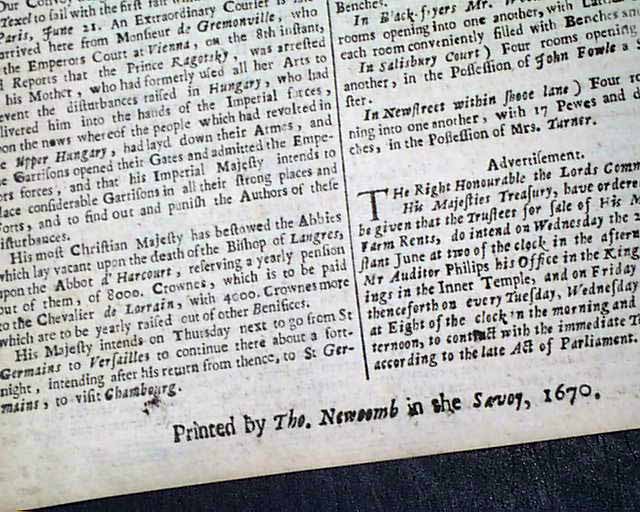 Our Convoy
Texel to sail with the first fair
Paris, June 21. An Extraordinary Courier is
arrived here from Monsieur de Gremonville, who
the Emperors Court at Vienna, on the 8th instant,
Reports that the Prince Ragotsky, was arrested
his Mother, who had formerly used all her Arts to
event the disturbances raised in Hungary, who had
livered him into the hands of the Imperial forces,
pon the news whereof the people which had revolted in
e Upper Hungary, had layd down their Armes, and
e Garrisons opened their Gates and admitted the Empe-
ors forces, and that his Imperial Majesty intends to
lace considerable Garrisons in all their strong places and
orts, and to find out and punish the Authors of these
isturbances.
His most Christian Majesty has bestowed the Abbies
which lay vacant upon the death of the Bishop of Langres,
upon the Abbot d'Harcourt, reserving a yearly pension
out of them, of 8000. Crownes, which is to be paid
to the Chevalier de Lorrain, with 4000. Crownes more
which are to be yearly raised out of other Benifices.
His Majesty intends on Thursday next to go from St
Germains to Versailles to continue there about a fort-
night, intending after his return from thence, to St Ger-
mains, to visit Chambourg.
Benches.
In Black-fryers Mr.
rooms opening into one another, with
each room conveniently filled with Benches an
In Salisbury Court) Four rooms opening
another, in the Possession of John Fowle a
ster.
In Newstreet within shooe lane) Four
ning into one another, with 17 Pewes and
ches, in the Possession of Mrs. Turner.
Advertisement.
THe Right Honourable the Lords Comm
His Majesties Treasury, have ordere
be given that the Trustees for sale of His M
Farm Rents, do intend on Wednesday the
stant June at two of the clock in the aftern
Mr Auditor Philips his Office in the King
ings in the Inner Temple, and on Friday
thenceforth on every Tuesday, Wednesday
at Eight of the clock in the morning and
ternoon, to contract with the immediate T
according to the late Act of Parliament.
Printed by Tho. Newcomb in the Savoy, 1670.